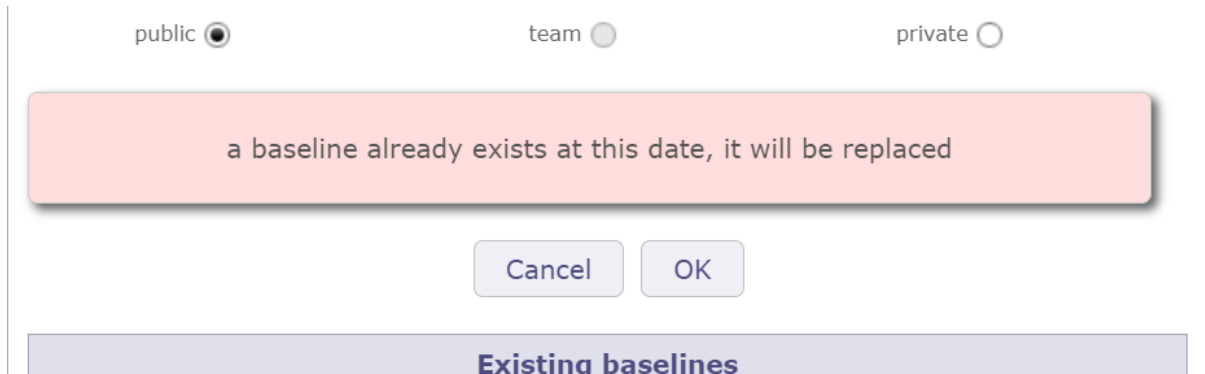 public team private
a baseline already exists at this date, it will be replaced
Cancel OK
Existing baselines